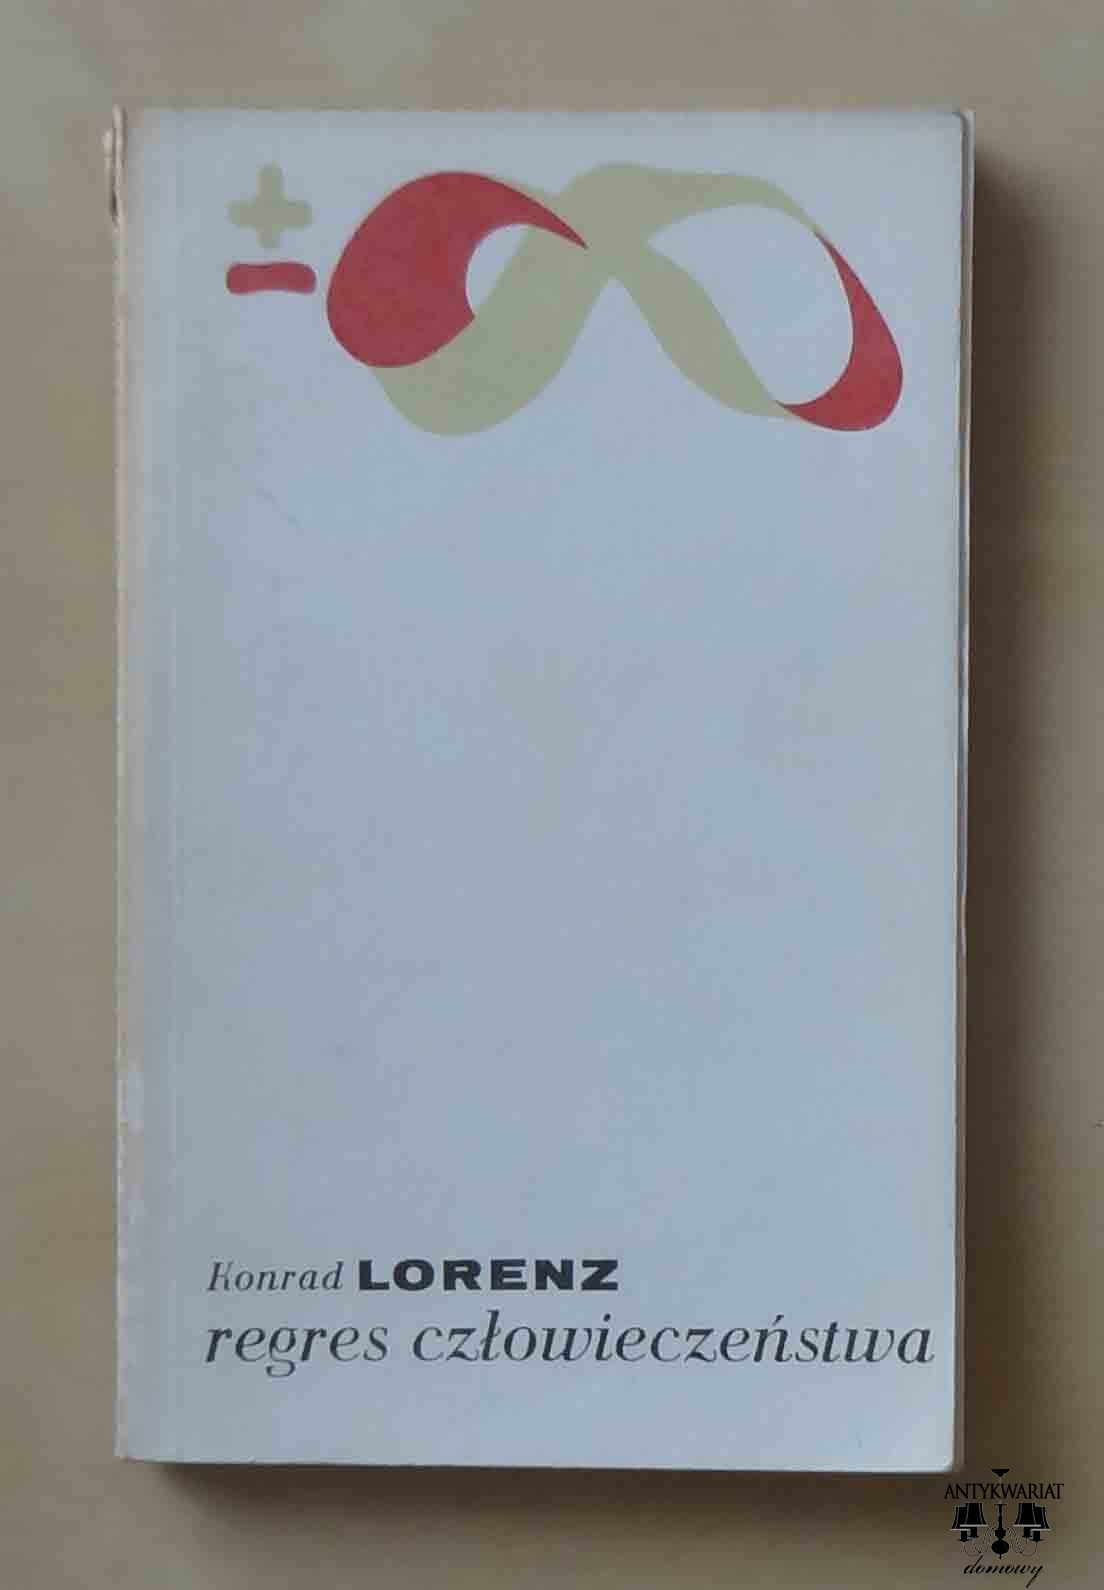 ± ∞
Konrad LORENZ
regres człowieczeństwa
ANTYKWARIAT
domowy